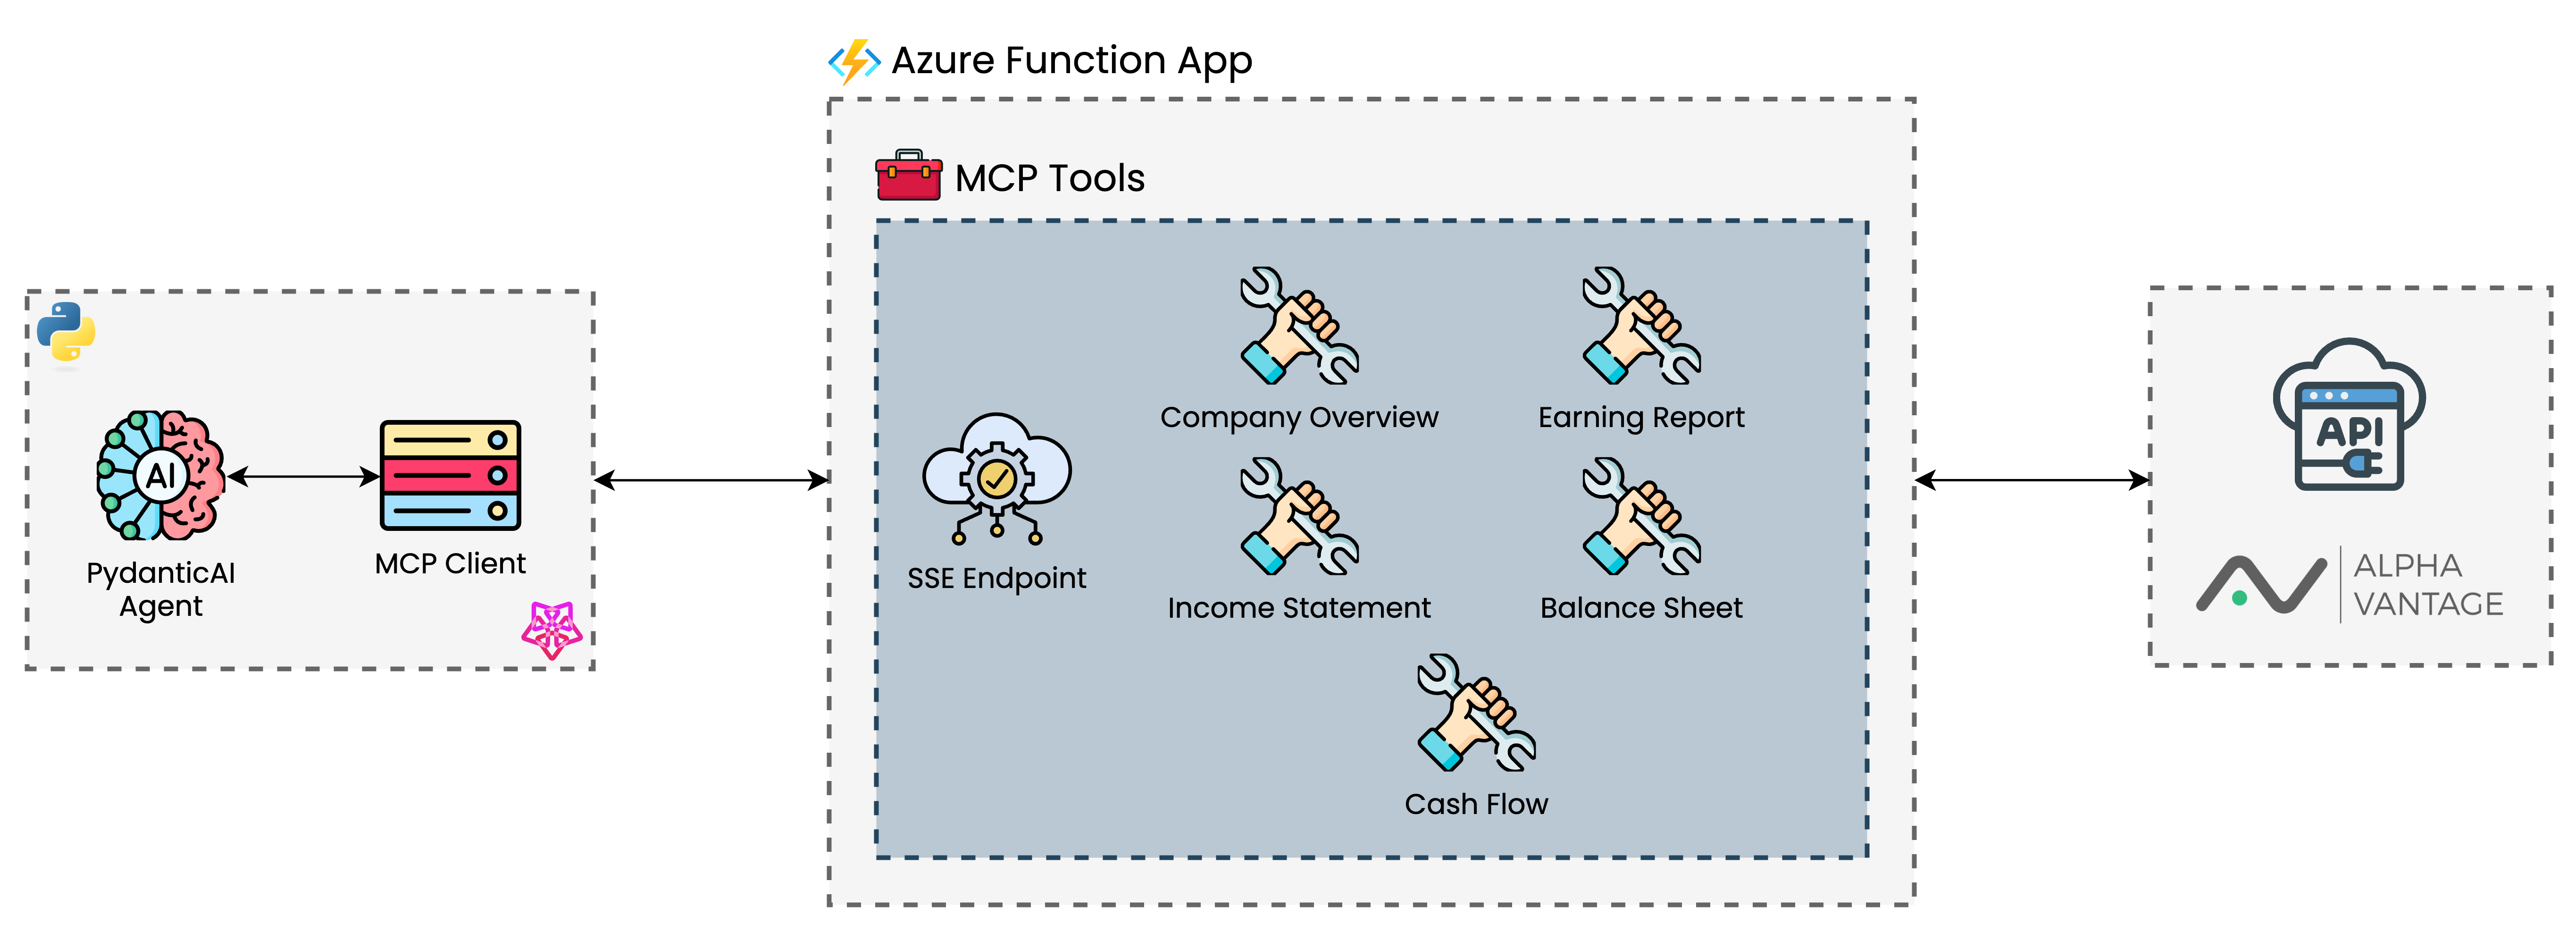 Azure Function App
MCP Tools
AI
PydanticAI
Agent
MCP Client
SSE Endpoint
Company Overview
Earning Report
Income Statement
Balance Sheet
Cash Flow
API
ALPHA
VANTAGE